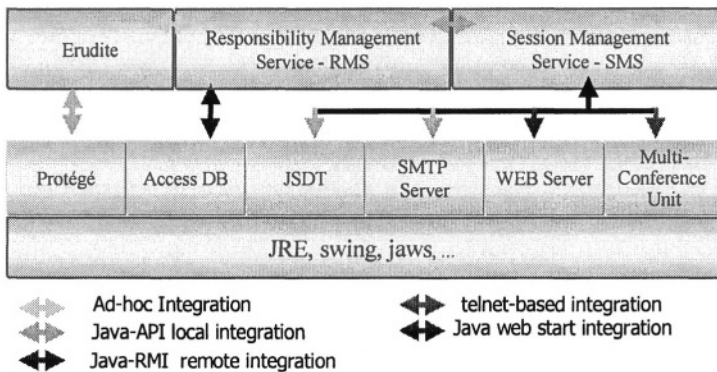 Erudite
Responsibility Management
Service - RMS
Session Management
Service - SMS
Protégé
Access DB
JSDT
SMTP
Server
WEB Server
Multi-
Conference
Unit
JRE, swing, jaws, ...
Ad-hoc Integration
Java-API local integration
Java-RMI remote integration
telnet-based integration
Java web start integration